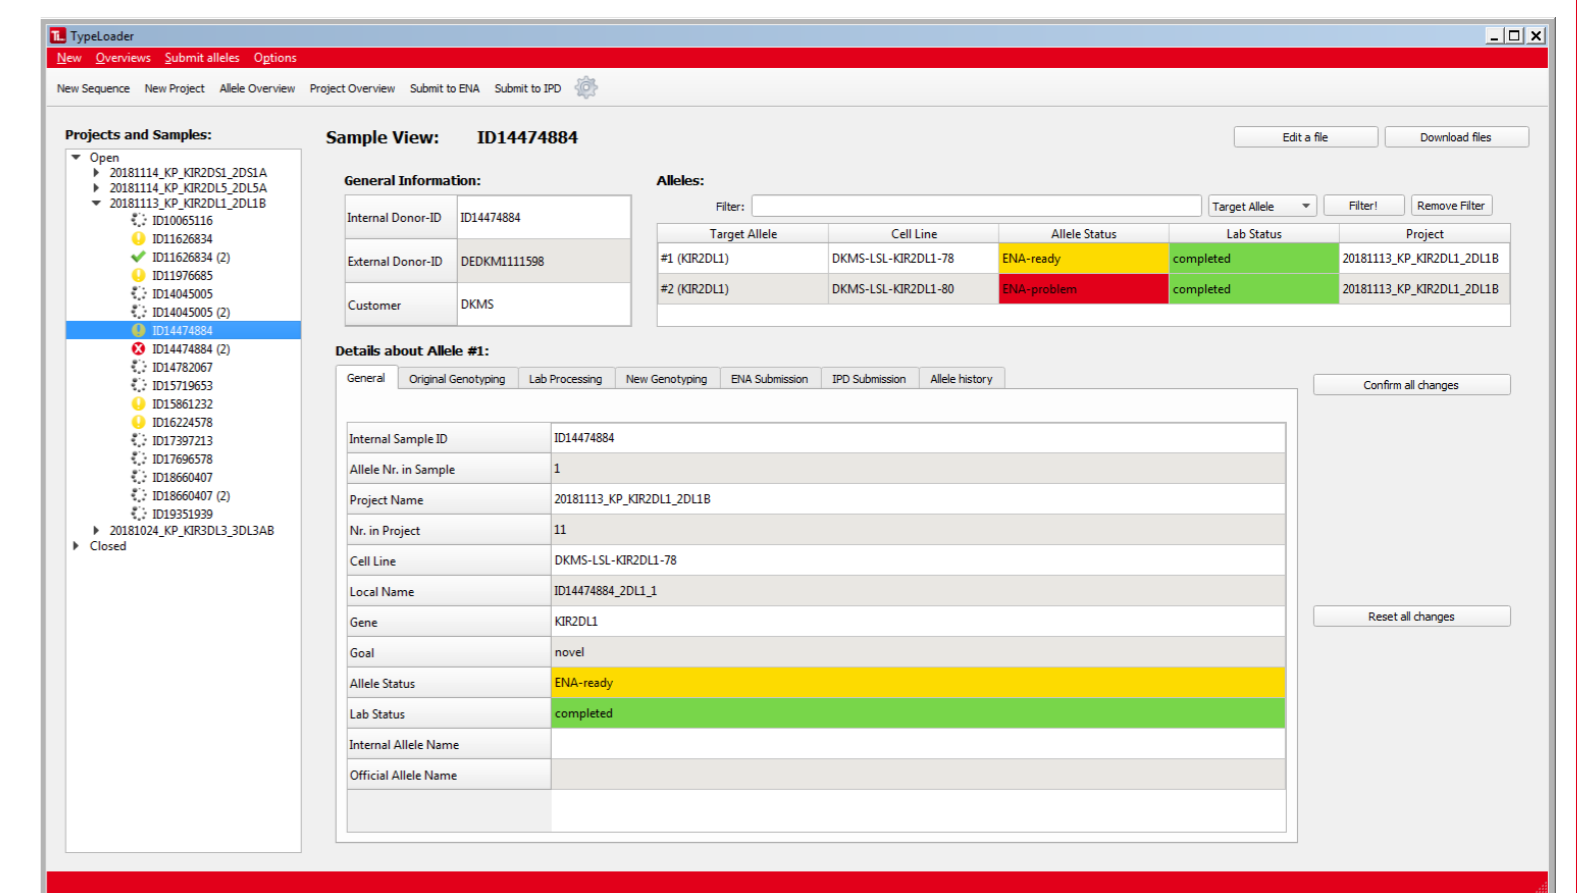 TL TypeLoader
New Overviews Submit alleles Options
New Sequence New Project Allele Overview Project Overview Submit to ENA Submit to IPD
Projects and Samples:
Open
20181114_KP_KIR2DS1_2DS1A
20181114_KP_KIR2DL5_2DL5A
20181113_KP_KIR2DL1_2DL1B
ID10065116
ID11626834
ID11626834 (2)
ID11976685
ID14045005
ID14045005 (2)
ID14474884
ID14474884 (2)
ID14782067
ID15719653
ID15861232
ID16224578
ID17397213
ID17696578
ID18660407
ID18660407 (2)
ID19351939
20181024_KP_KIR3DL3_3DL3AB
Closed
Sample View: ID14474884
Edit a file Download files
General Information:
Internal Donor-ID ID14474884
External Donor-ID DEDKM1111598
Customer DKMS
Alleles:
Filter: Target Allele Filter! Remove Filter
Target Allele Cell Line Allele Status Lab Status Project
#1 (KIR2DL1) DKMS-LSL-KIR2DL1-78 ENA-ready completed 20181113_KP_KIR2DL1_2DL1B
#2 (KIR2DL1) DKMS-LSL-KIR2DL1-80 ENA-problem completed 20181113_KP_KIR2DL1_2DL1B
Details about Allele #1:
General Original Genotyping Lab Processing New Genotyping ENA Submission IPD Submission Allele history
Internal Sample ID ID14474884
Allele Nr. in Sample 1
Project Name 20181113_KP_KIR2DL1_2DL1B
Nr. in Project 11
Cell Line DKMS-LSL-KIR2DL1-78
Local Name ID14474884_2DL1_1
Gene KIR2DL1
Goal novel
Allele Status ENA-ready
Lab Status completed
Internal Allele Name
Official Allele Name
Confirm all changes
Reset all changes